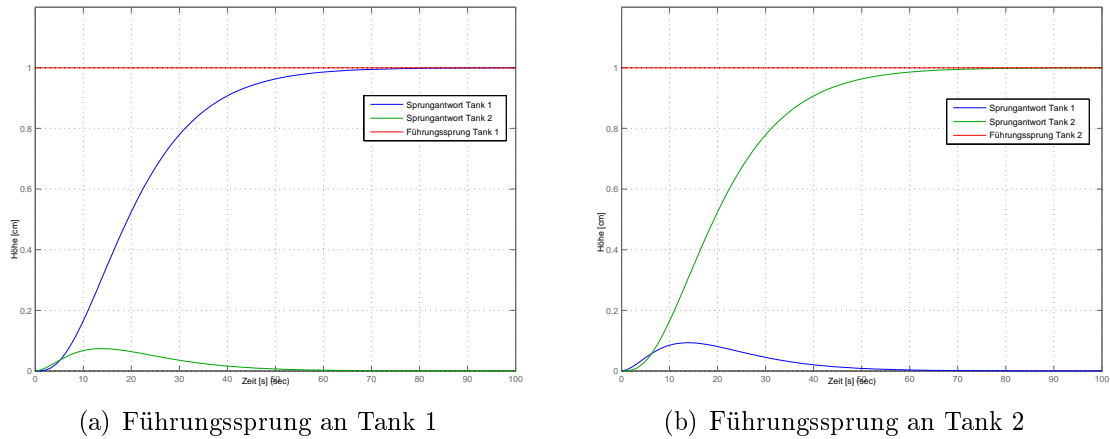 1
0.8
0.6
0.4
0.2
0
Höhe [cm]
0 10 20 30 40 50 60 70 80 90 100
Zeit [s] (sec)
Sprungantwort Tank 1
Sprungantwort Tank 2
Führungssprung Tank 1
(a) Führungssprung an Tank 1
1
0.8
0.6
0.4
0.2
0
Höhe [cm]
0 10 20 30 40 50 60 70 80 90 100
Zeit [s] (sec)
Sprungantwort Tank 1
Sprungantwort Tank 2
Führungssprung Tank 2
(b) Führungssprung an Tank 2